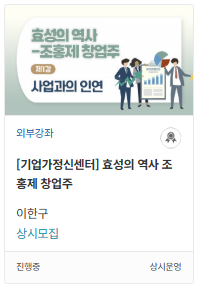 효성의 역사
-조홍제 창업주
제1강
사업과의 인연
외부강좌
[기업가정신센터] 효성의 역사 조
홍제 창업주
이한구
상시모집
진행중
상시운영